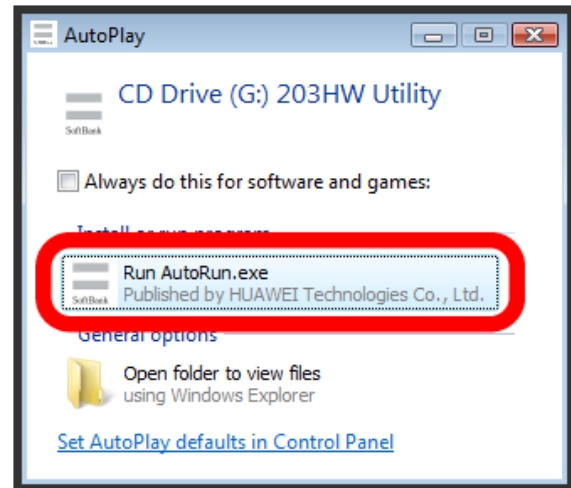 AutoPlay
CD Drive (G:) 203HW Utility
SoftBank
Always do this for software and games:
Install or run program
Run AutoRun.exe
SoftBank
Published by HUAWEI Technologies Co., Ltd.
General options
Open folder to view files
using Windows Explorer
Set AutoPlay defaults in Control Panel